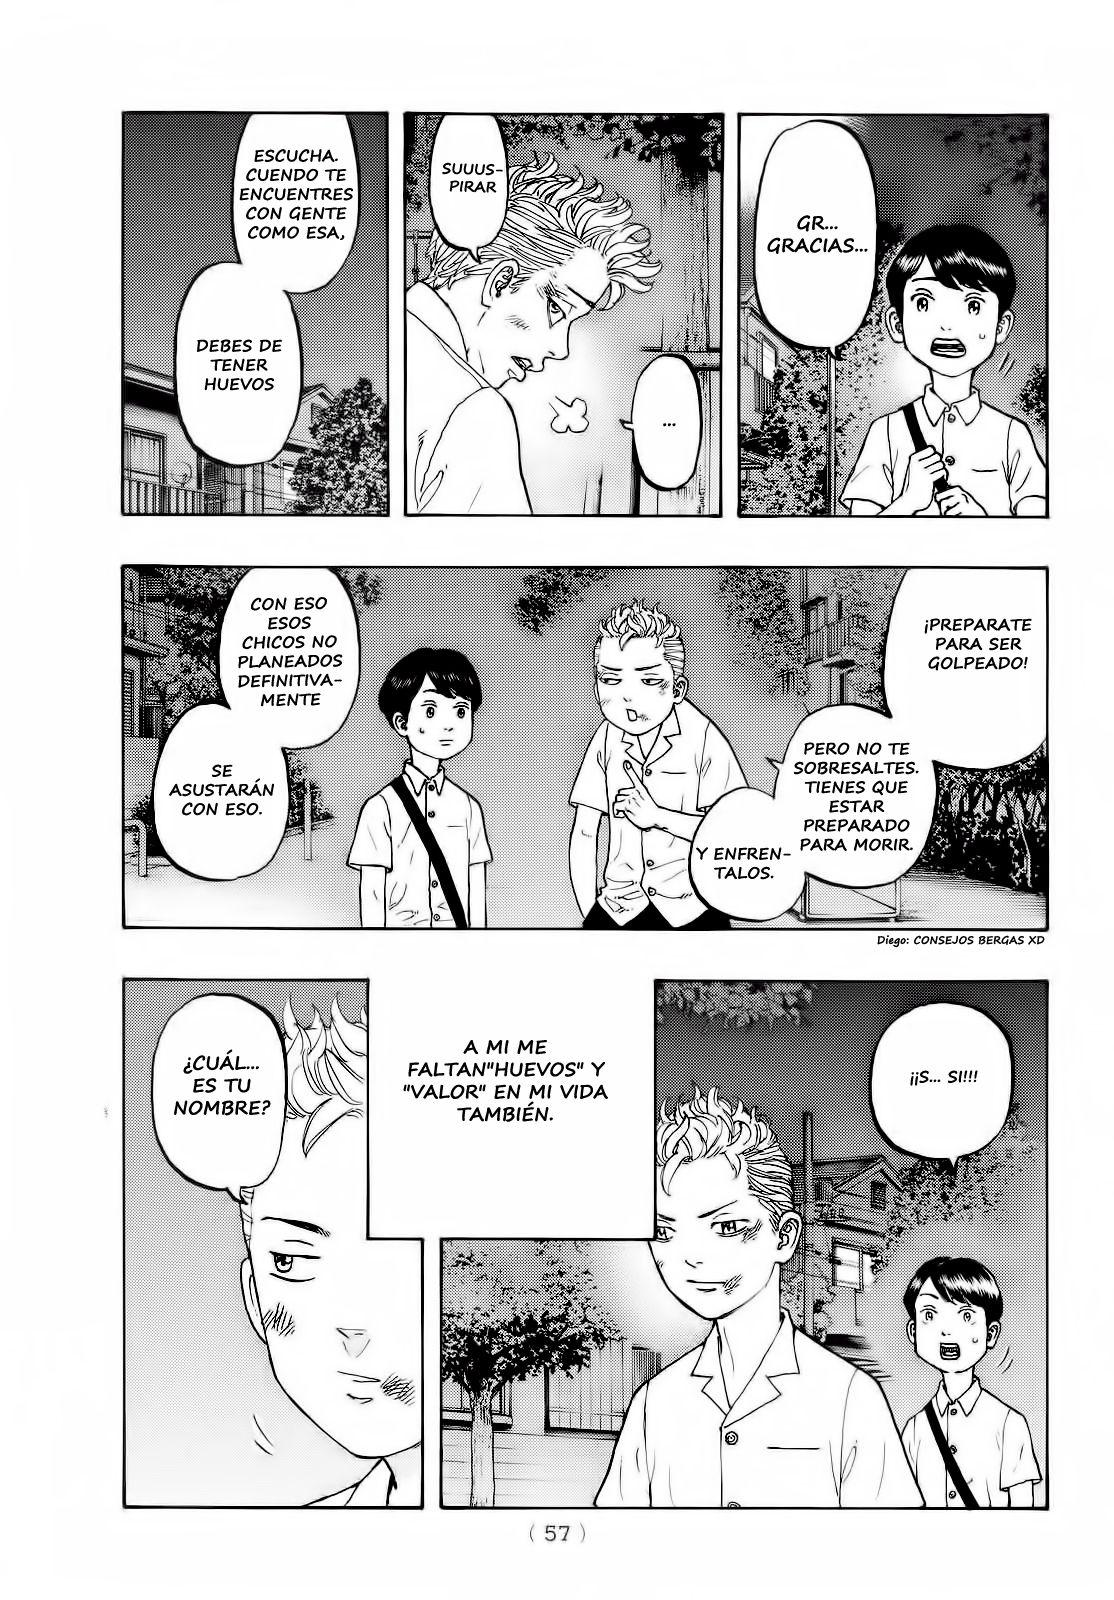 GR...
GRACIAS...
SUUUS-
PIRAR
...
ESCUCHA.
CUENDO TE
ENCUENTRES
CON GENTE
COMO ESA,
DEBES DE
TENER
HUEVOS
¡PREPARATE
PARA SER
GOLPEADO!
PERO NO TE
SOBRESALTES.
TIENES QUE
ESTAR
PREPARADO
PARA MORIR.
Y ENFREN-
TALOS.
CON ESO
ESOS
CHICOS NO
PLANEADOS
DEFINITIVA-
MENTE
SE
ASUSTARÁN
CON ESO.
Diego: CONSEJOS BERGAS XD
¡¡S... SI!!!
A MI ME
FALTAN"HUEVOS" Y
"VALOR" EN MI VIDA
TAMBIÉN.
¿CUÁL...
ES TU
NOMBRE?
( 57 )